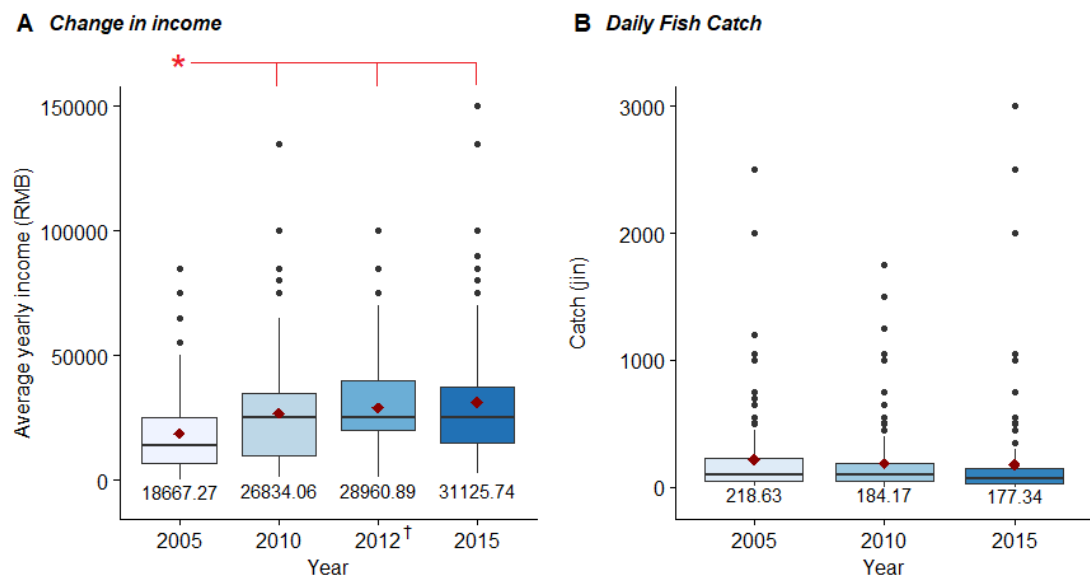 A Change in income
*
Average yearly income (RMB)
150000
100000
50000
0
18667.27 26834.06 28960.89 31125.74
2005 2010 2012† 2015
Year
B Daily Fish Catch
Catch (jin)
3000
2000
1000
0
218.63 184.17 177.34
2005 2010 2015
Year